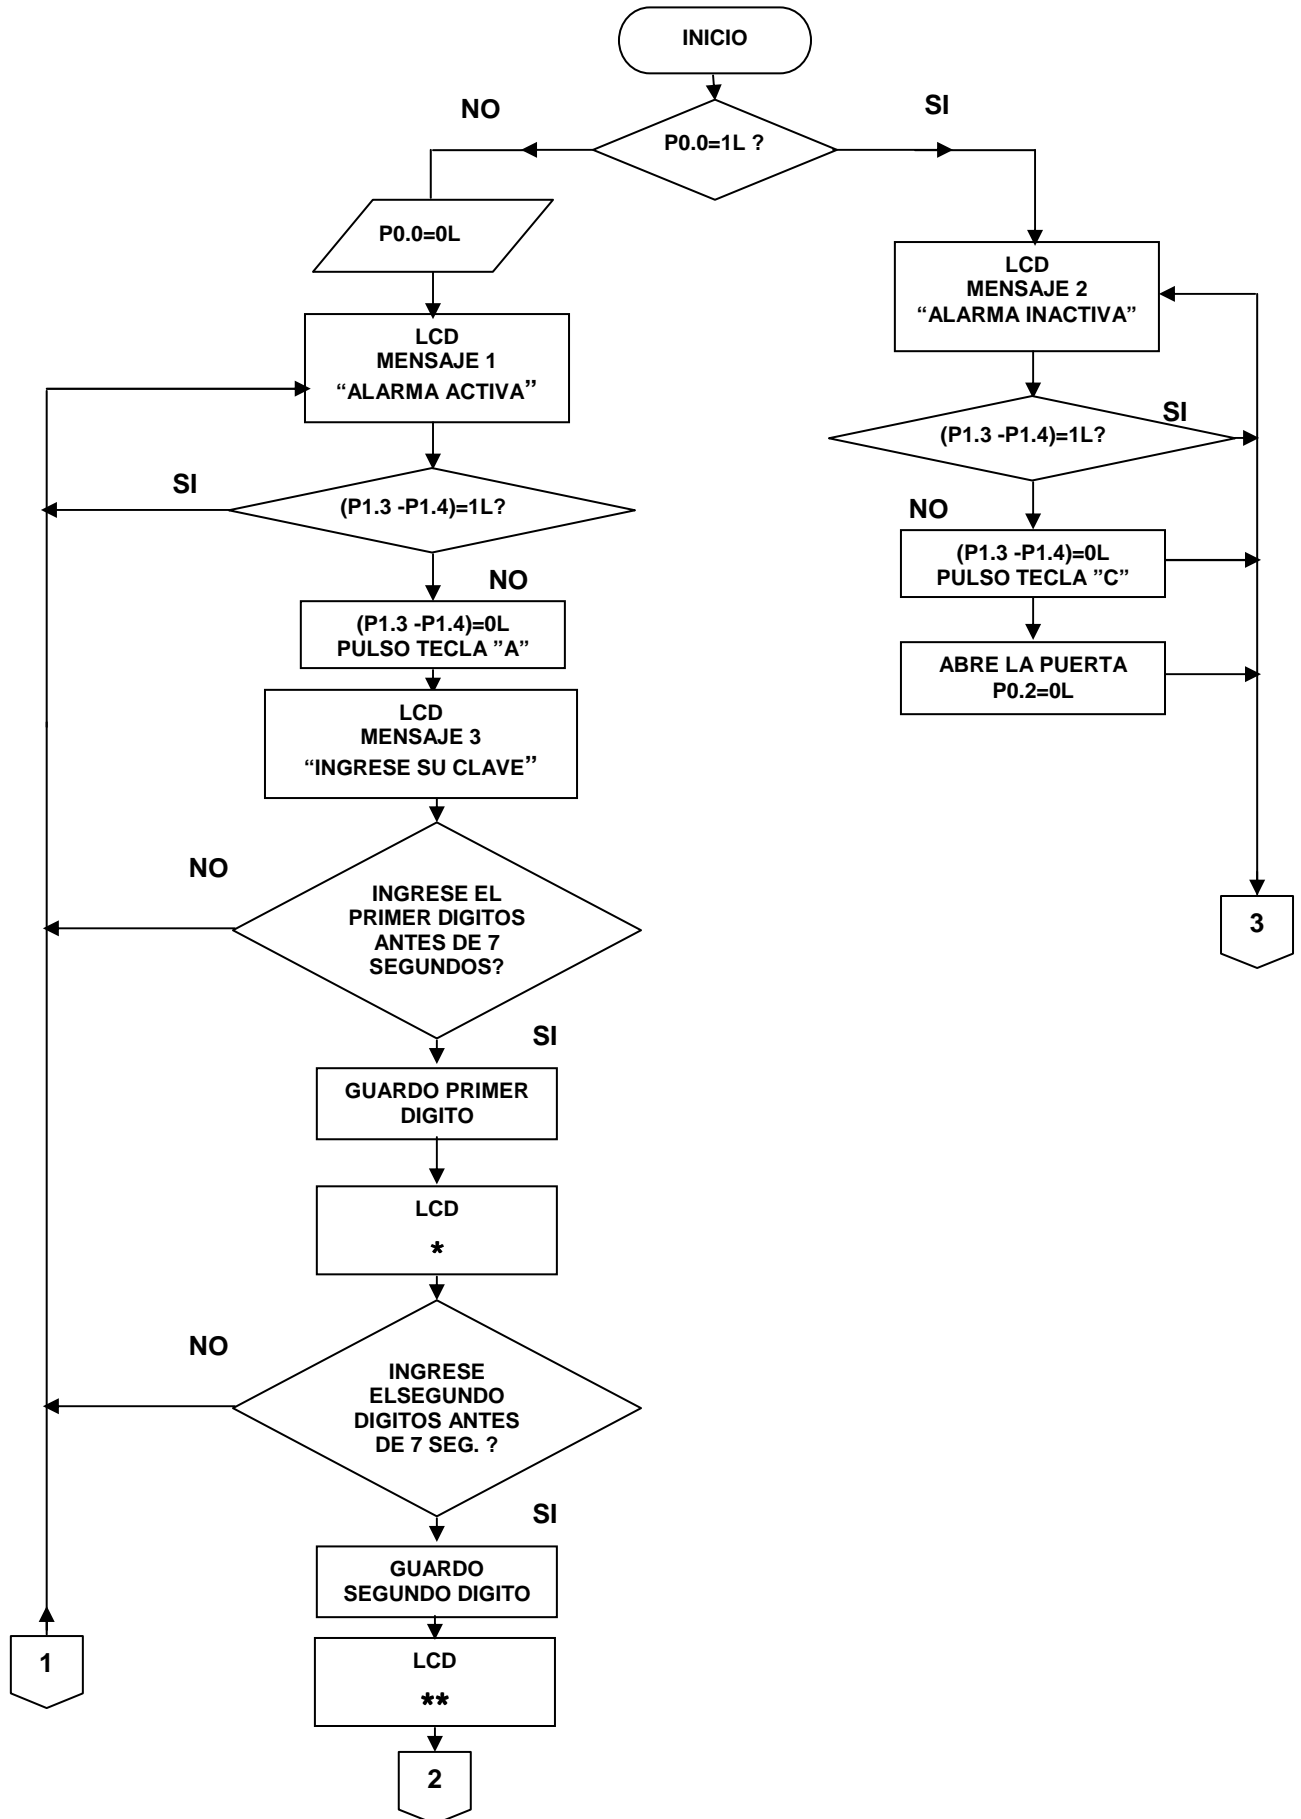 INICIO
NO
SI
P0.0=1L ?
P0.0=0L
LCD
MENSAJE 1
“ALARMA ACTIVA”
SI
(P1.3 -P1.4)=1L?
NO
(P1.3 -P1.4)=0L
PULSO TECLA ”A”
LCD
MENSAJE 3
“INGRESE SU CLAVE”
NO
INGRESE EL
PRIMER DIGITOS
ANTES DE 7
SEGUNDOS?
SI
GUARDO PRIMER
DIGITO
LCD
*
NO
INGRESE
ELSEGUNDO
DIGITOS ANTES
DE 7 SEG. ?
SI
GUARDO
SEGUNDO DIGITO
1
LCD
**
2
LCD
MENSAJE 2
“ALARMA INACTIVA”
SI
(P1.3 -P1.4)=1L?
NO
(P1.3 -P1.4)=0L
PULSO TECLA ”C”
ABRE LA PUERTA
P0.2=0L
3